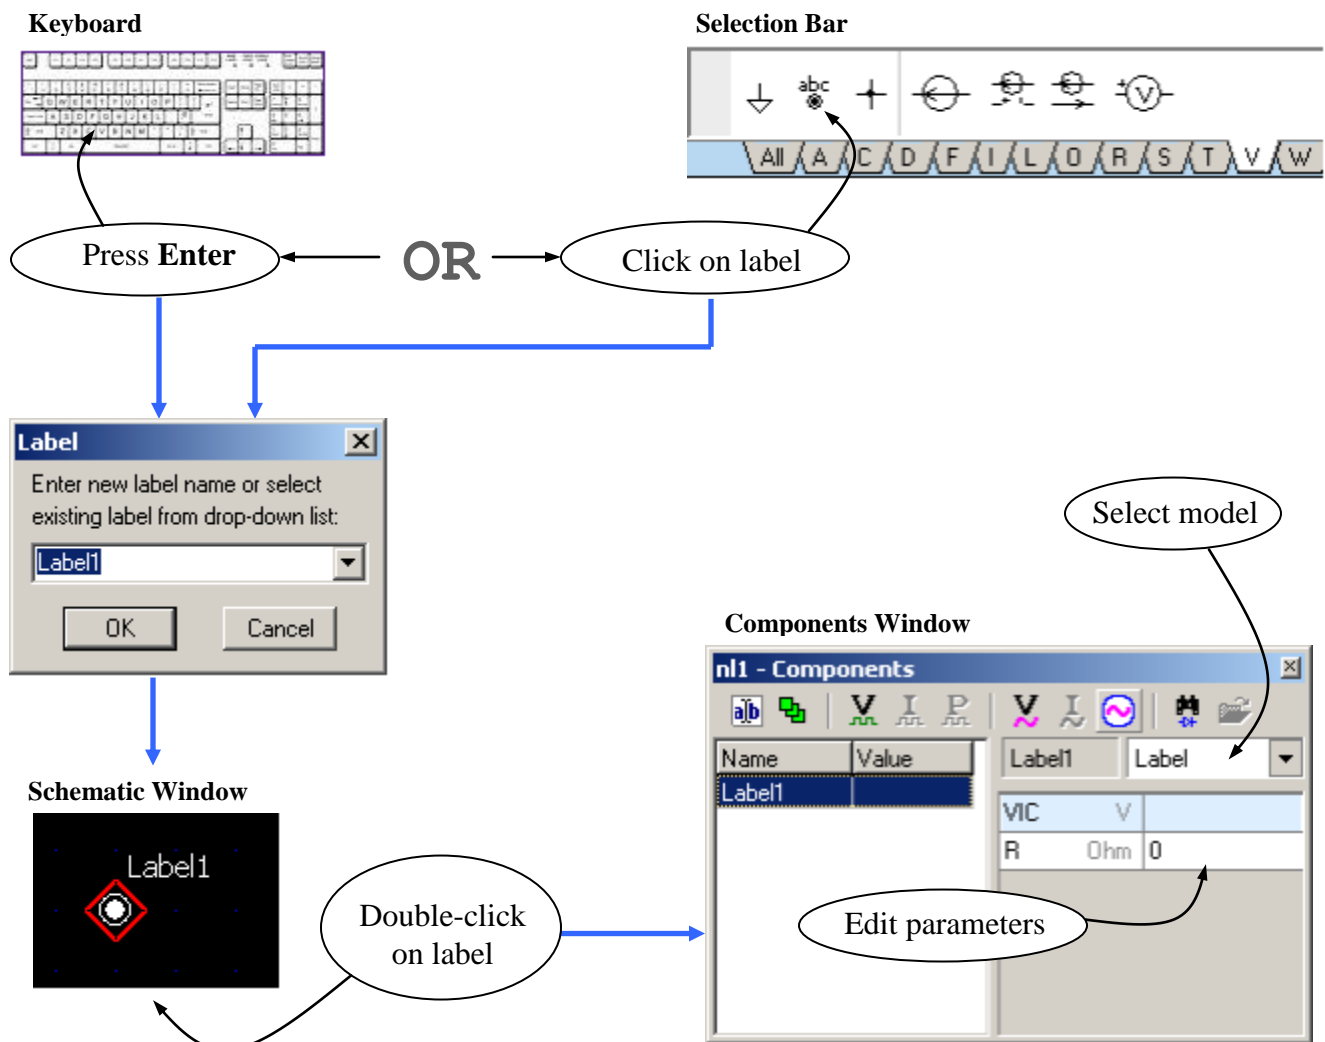 Keyboard
Selection Bar
abc
V
All A C D F I L O R S T V W
Press Enter
OR
Click on label
Label
Enter new label name or select
existing label from drop-down list:
Label1
OK Cancel
Select model
Components Window
nl1 - Components
a b V I P V I
Name Value Label1 Label
Label1
VIC V
R Ohm 0
Schematic Window
Label1
Double-click
on label
Edit parameters